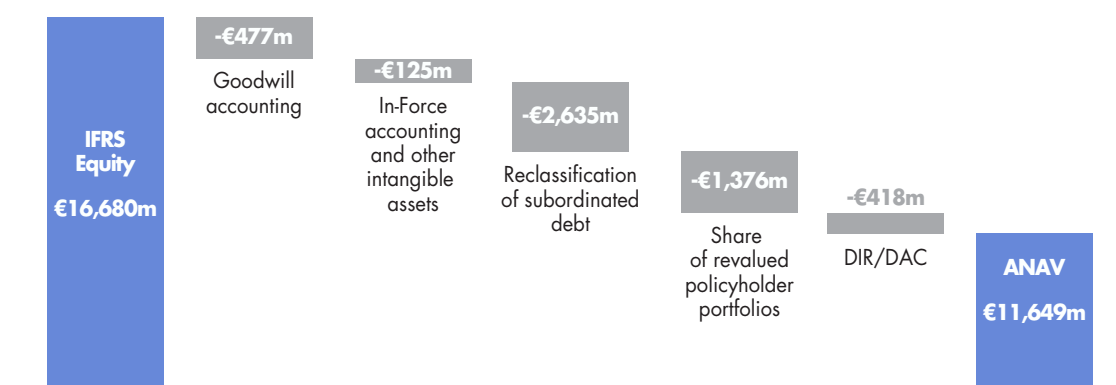 IFRS
Equity
€16,680m
-€477m
Goodwill
accounting
-€125m
In-Force
accounting
and other
intangible
assets
-€2,635m
Reclassification
of subordinated
debt
-€1,376m
Share
of revalued
policyholder
portfolios
-€418m
DIR/DAC
ANAV
€11,649m